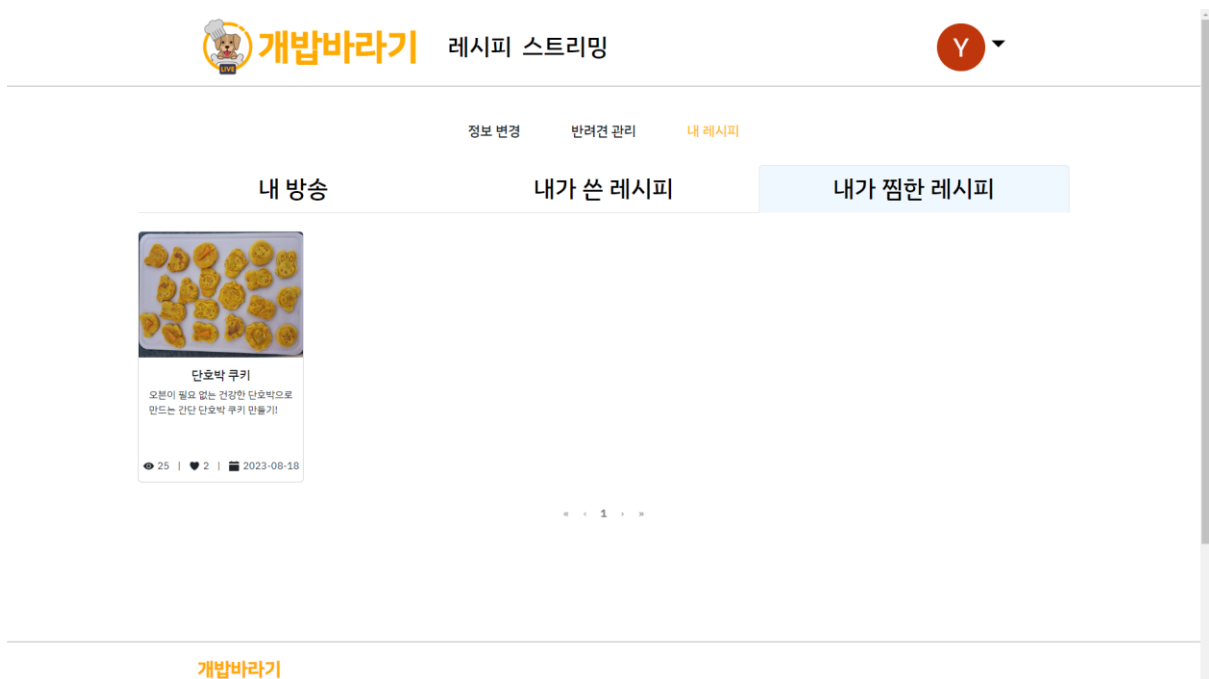 LIVE
개밥바라기
레시피 스트리밍
Y
정보 변경 반려견 관리 내 레시피
내 방송 내가 쓴 레시피 내가 찜한 레시피
단호박 쿠키
오븐이 필요 없는 건강한 단호박으로
만드는 간단 단호박 쿠키 만들기!
25 | 2 | 2023-08-18
« ‹ 1 › »
개밥바라기